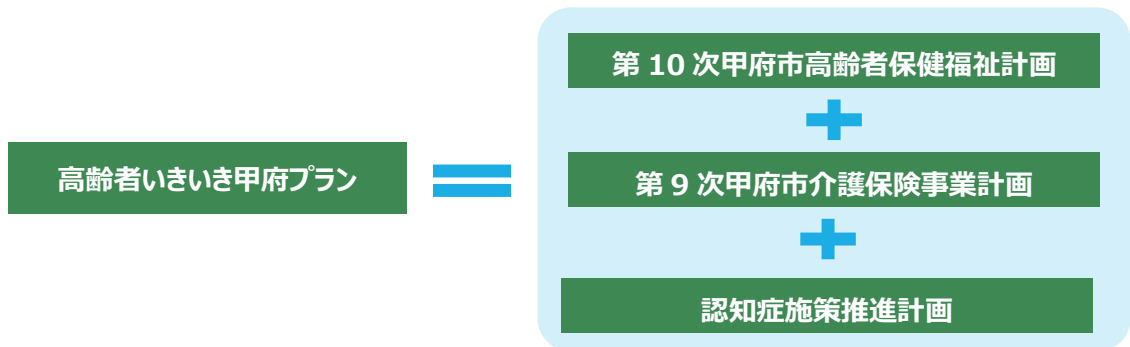 第 10 次甲府市高齢者保健福祉計画
高齢者いきいき甲府プラン
第 9 次甲府市介護保険事業計画
認知症施策推進計画